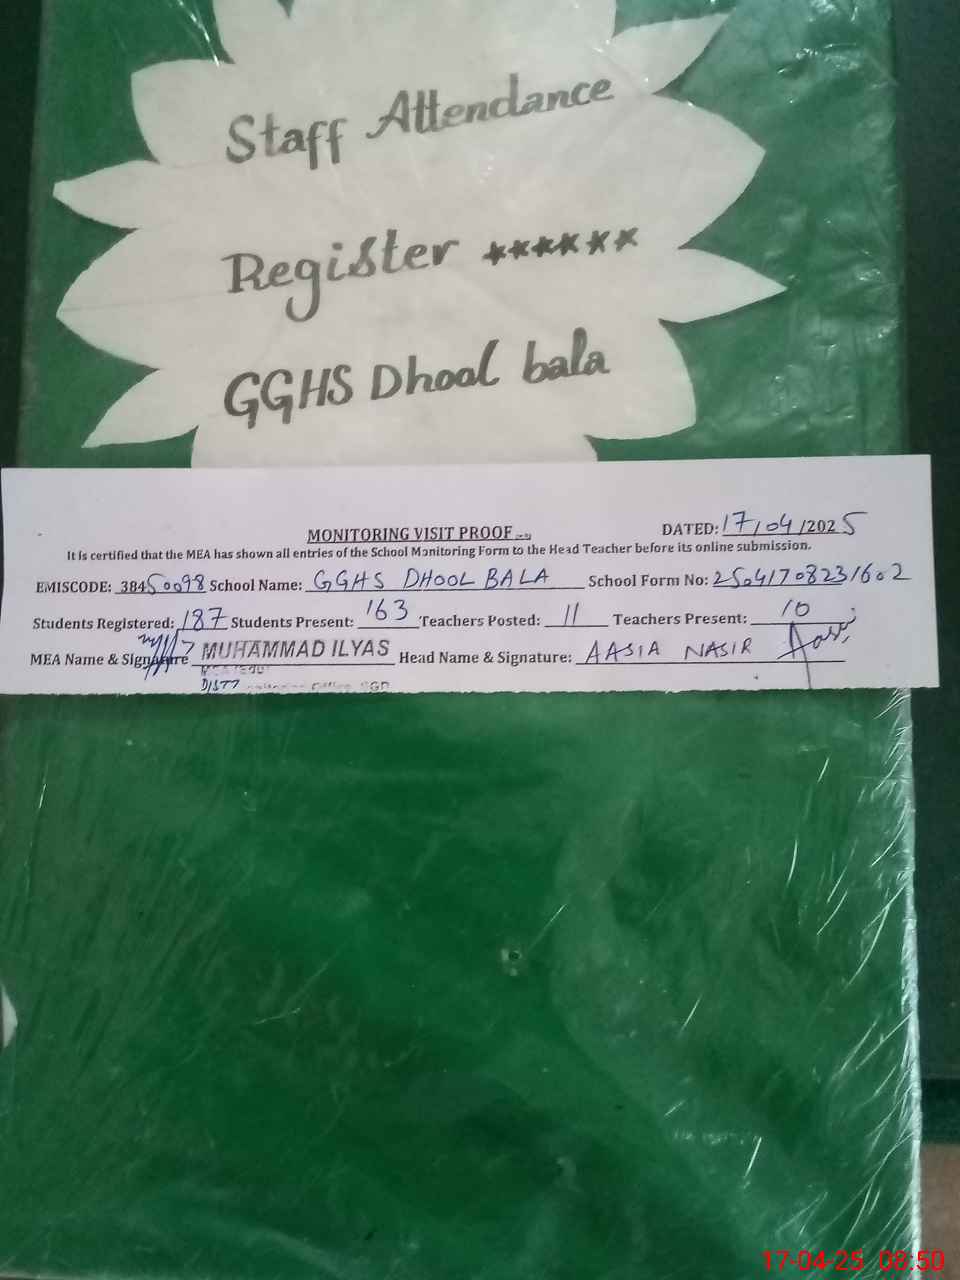 Staff Attendance
Register ******
GGHS Dhool bala
MONITORING VISIT PROOF
DATED: 17/04/2025
It is certified that the MEA has shown all entries of the School Monitoring Form to the Head Teacher before its online submission.
EMISCODE: 38450098 School Name: GGHS DHOOL BALA School Form No: 25041708231602
Students Registered: 187 Students Present: 163 Teachers Posted: 11 Teachers Present: 10
MEA Name & Signature MUHAMMAD ILYAS Head Name & Signature: AASIA NASIR
DISTT
17-04-25 08:50